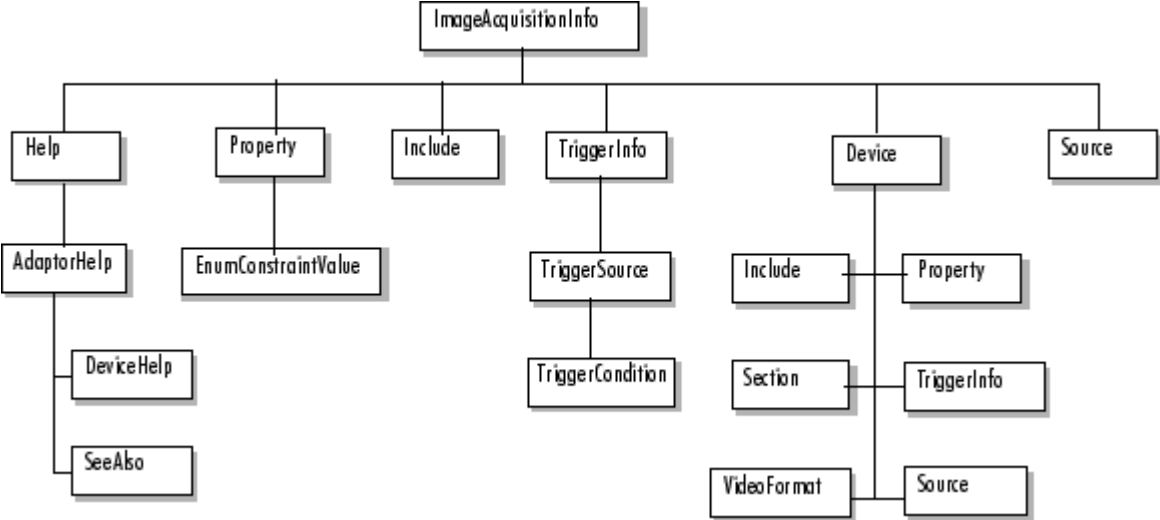 ImageAcquisitionInfo
Help
Property
Include
TriggerInfo
Device
Source
AdaptorHelp
EnumConstraintValue
TriggerSource
Include
Property
DeviceHelp
TriggerCondition
Section
TriggerInfo
SeeAlso
VideoFormat
Source